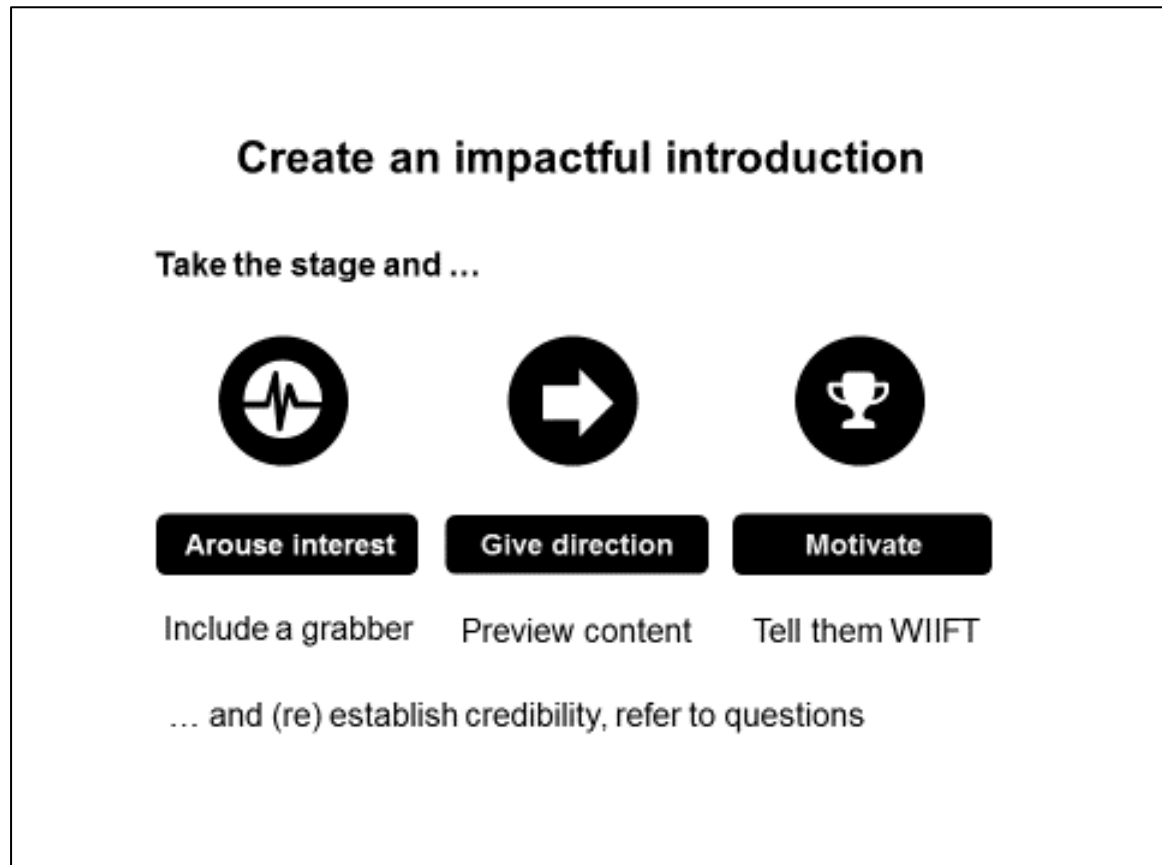 Create an impactful introduction
Take the stage and ...
Arouse interest
Give direction
Motivate
Include a grabber
Preview content
Tell them WIIFT
... and (re) establish credibility, refer to questions